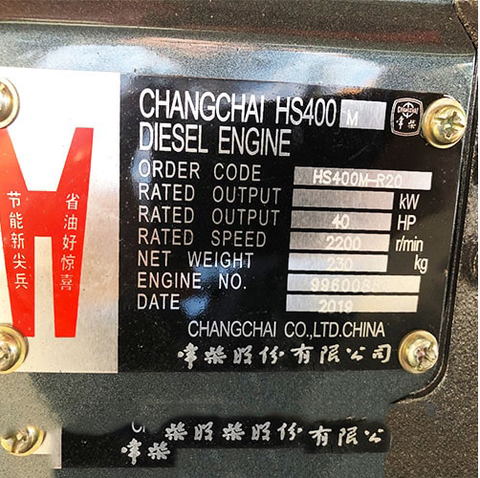 CHANGCHAI HS400 M
常柴
DIESEL ENGINE
ORDER CODE HS400M-R20
RATED OUTPUT kW
RATED OUTPUT 40 HP
RATED SPEED 2200 r/min
NET WEIGHT 230 kg
ENGINE NO.
DATE 2019
CHANGCHAI CO.,LTD.CHINA
常柴股份有限公司
省油好惊喜
节能新尖兵
柴股柴股份有限公
常柴